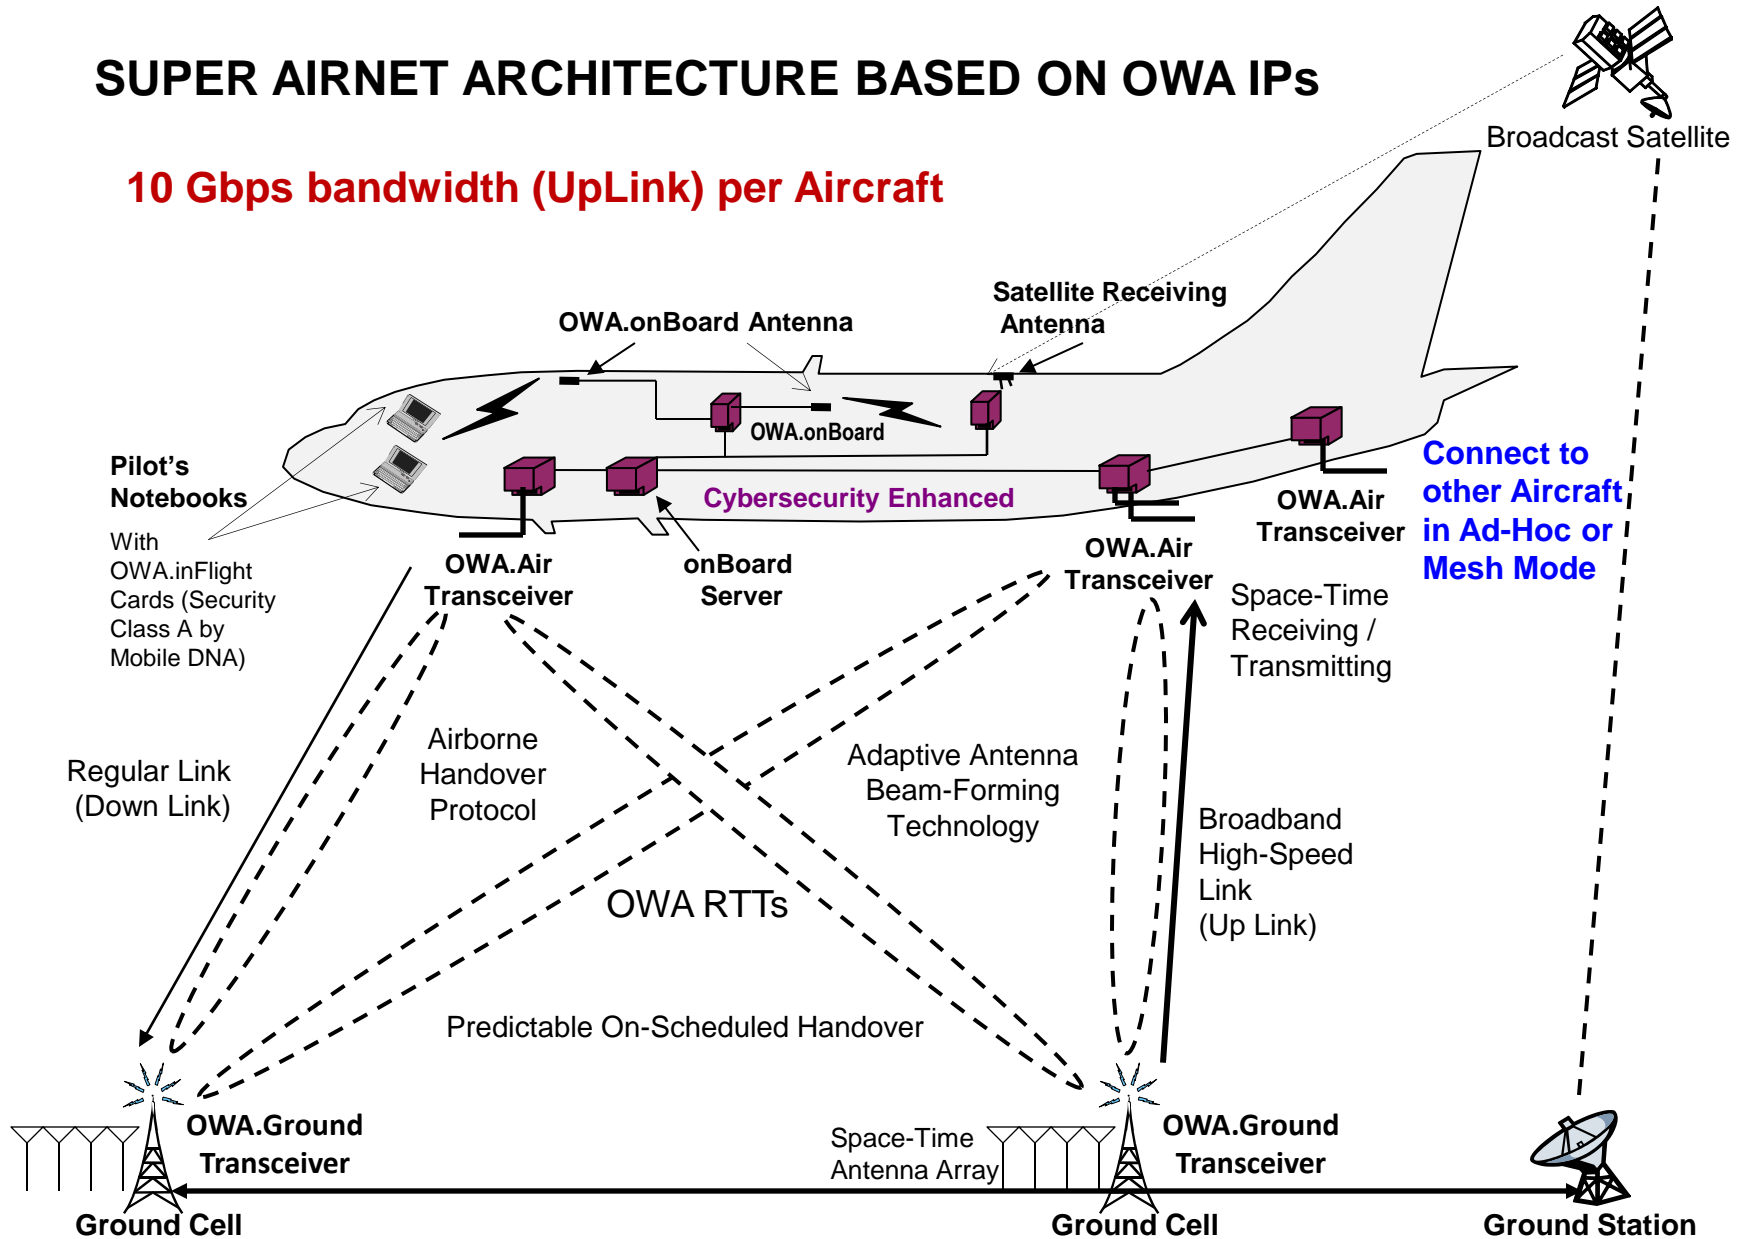 SUPER AIRNET ARCHITECTURE BASED ON OWA IPs
Broadcast Satellite
10 Gbps bandwidth (UpLink) per Aircraft
Satellite Receiving
Antenna
OWA.onBoard Antenna
OWA.onBoard
Pilot's
Notebooks
With
OWA.inFlight
Cards (Security
Class A by
Mobile DNA)
Cybersecurity Enhanced
Connect to
other Aircraft
in Ad-Hoc or
Mesh Mode
OWA.Air
Transceiver
OWA.Air
Transceiver
onBoard
Server
OWA.Air
Transceiver
Space-Time
Receiving /
Transmitting
Regular Link
(Down Link)
Airborne
Handover
Protocol
Adaptive Antenna
Beam-Forming
Technology
Broadband
High-Speed
Link
(Up Link)
OWA RTTs
Predictable On-Scheduled Handover
OWA.Ground
Transceiver
Space-Time
Antenna Array
OWA.Ground
Transceiver
Ground Cell
Ground Cell
Ground Station